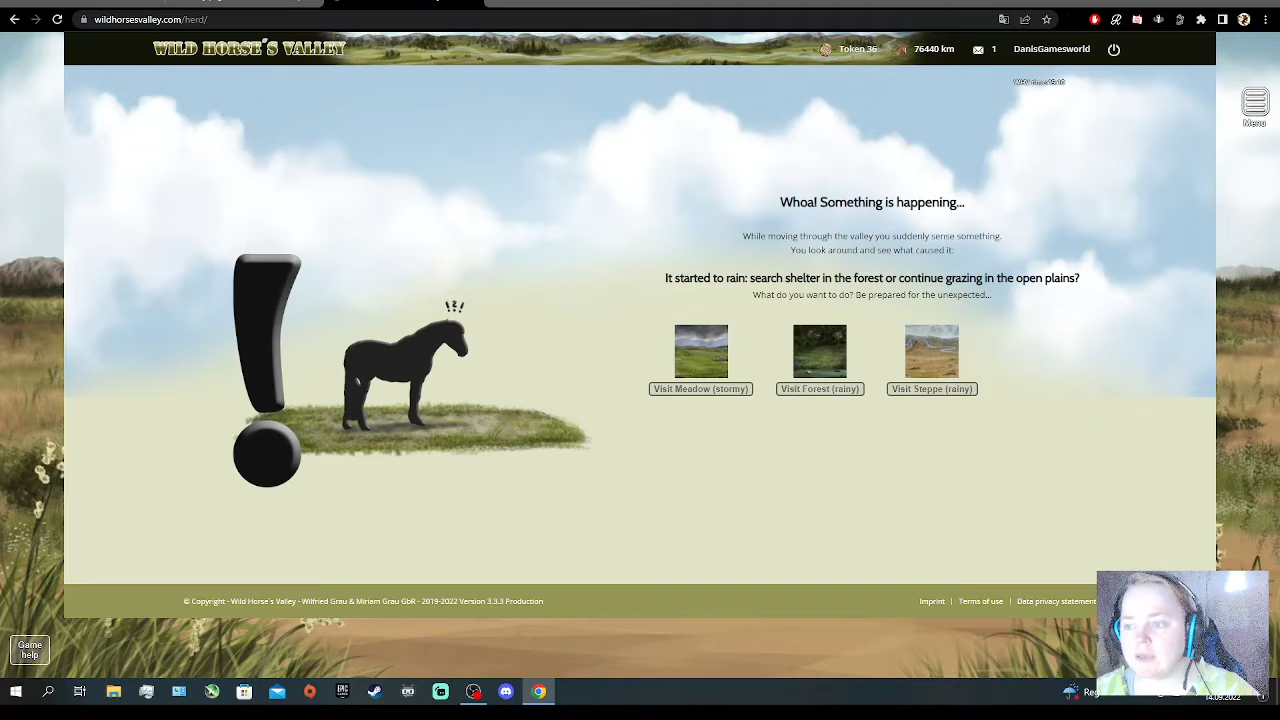 wildhorsesvalley.com/herd/
WILD HORSE´S VALLEY
Token 36
76440 km
1
DanisGamesworld
Menu
Whoa! Something is happening...
While moving through the valley you suddenly sense something.
You look around and see what caused it:
It started to rain: search shelter in the forest or continue grazing in the open plains?
What do you want to do? Be prepared for the unexpected...
!?!
Visit Meadow (stormy)
Visit Forest (rainy)
Visit Steppe (rainy)
© Copyright - Wild Horse´s Valley - Wilfried Grau & Miriam Grau GbR - 2019-2022 Version 3.3.3 Production
Imprint | Terms of use | Data privacy statement
Game
help
EPIC
GAMES
14.09.2022